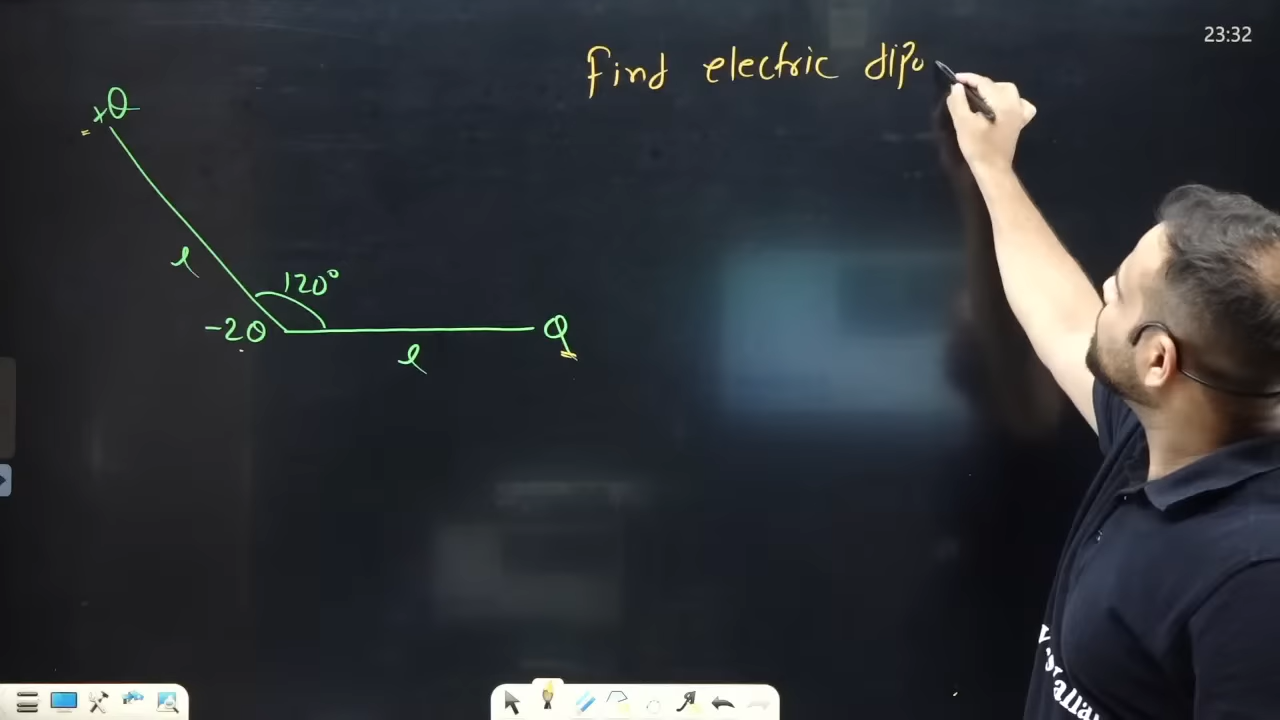 23:32
Find electric dipo
+Q
l
120°
-2Q
Q
l